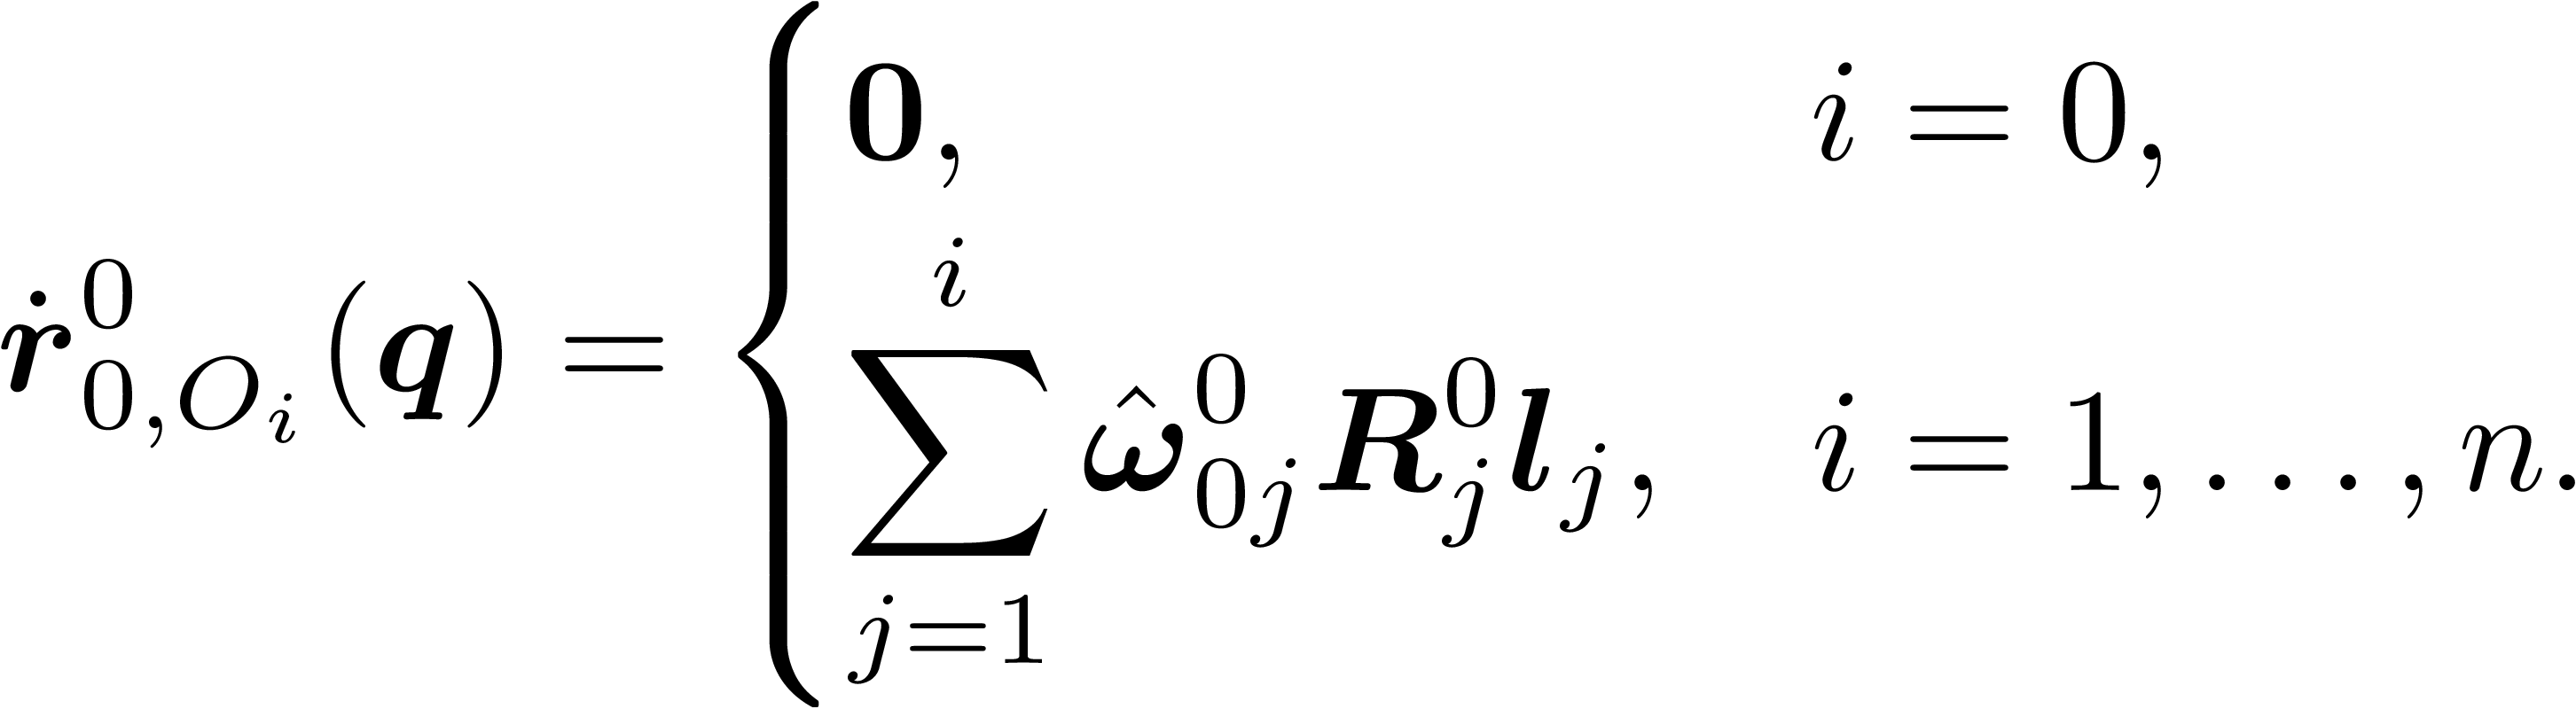 \dot{\boldsymbol{r}}^{0}_{0,O_i}(\boldsymbol{q}) = \begin{cases} \boldsymbol{0}, & i = 0, \\ \displaystyle\sum_{j=1}^{i} \hat{\boldsymbol{\omega}}^{0}_{0j} \boldsymbol{R}^{0}_{j} \boldsymbol{l}_{j}, & i = 1, \ldots, n. \end{cases}